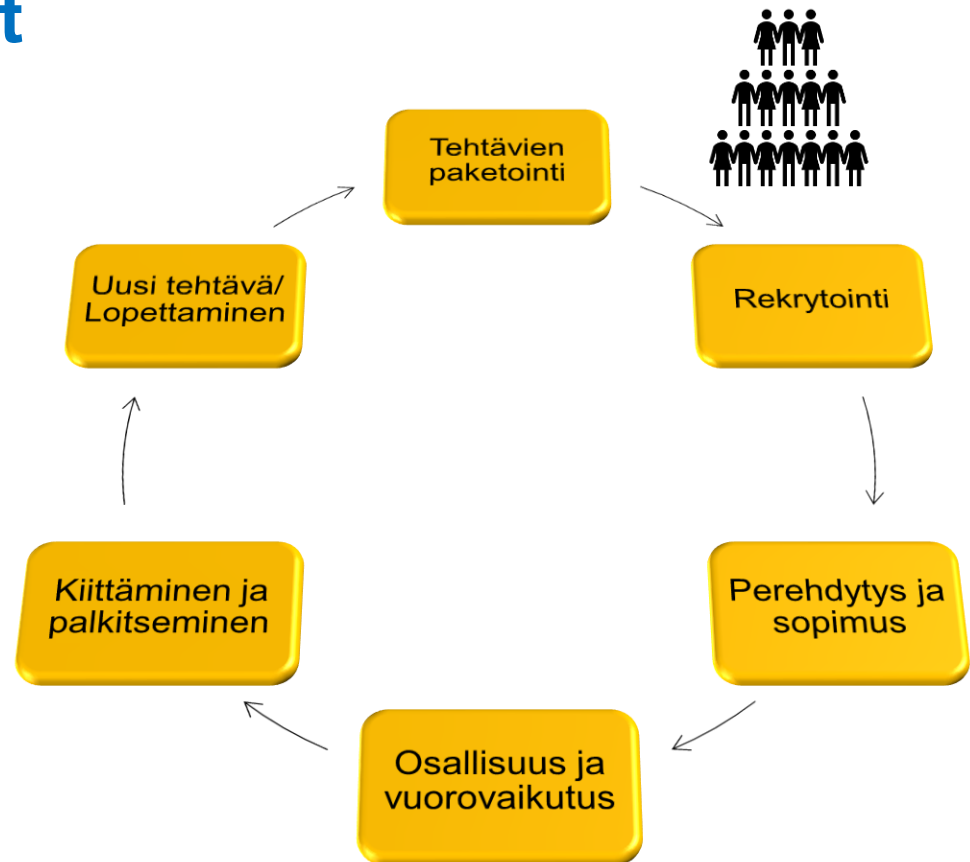 t
Tehtävien
paketointi
Rekrytointi
Perehdytys ja
sopimus
Osallisuus ja
vuorovaikutus
Kiittäminen ja
palkitseminen
Uusi tehtävä/
Lopettaminen